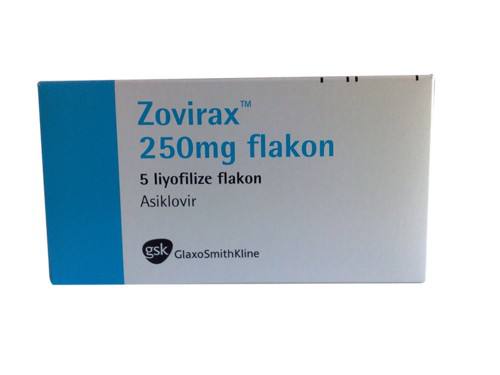 Zovirax™
250mg flakon
5 liyofilize flakon
Asiklovir
gsk GlaxoSmithKline